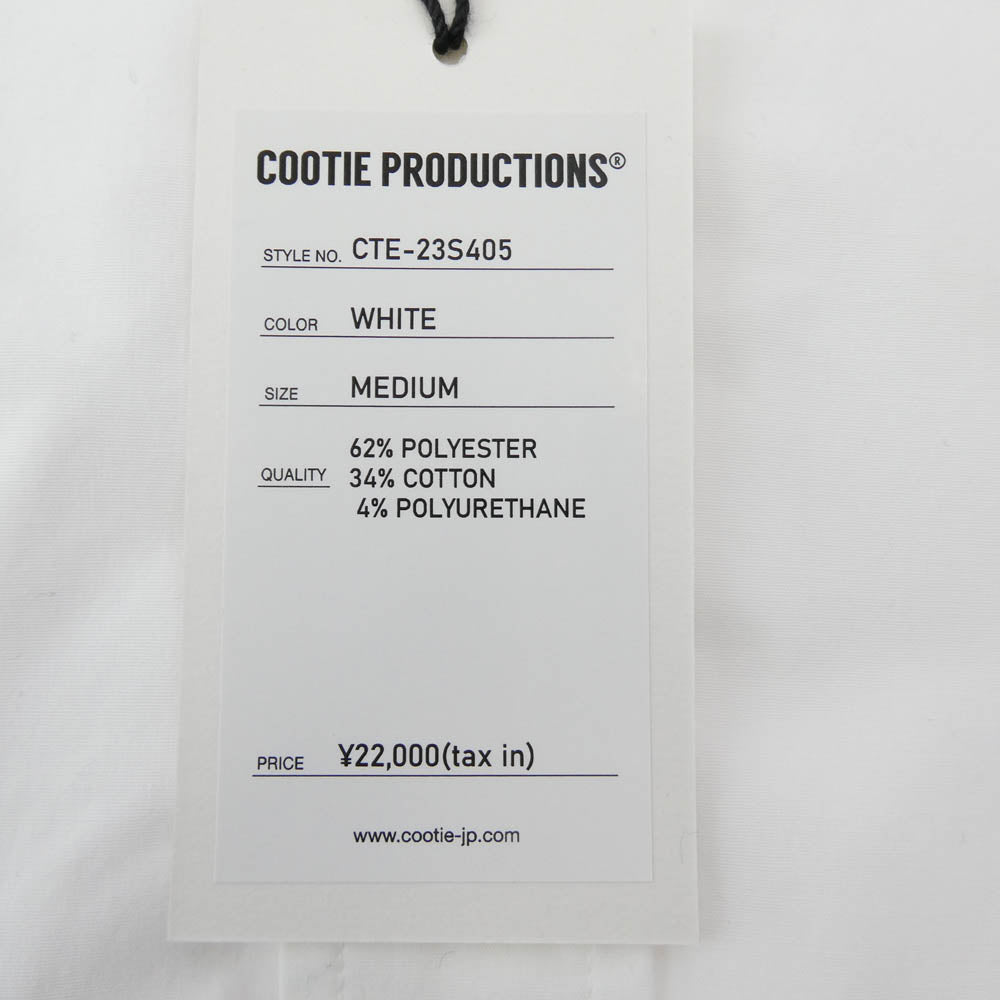 COOTIE PRODUCTIONS®
STYLE NO. CTE-23S405
COLOR WHITE
SIZE MEDIUM
62% POLYESTER
QUALITY 34% COTTON
4% POLYURETHANE
PRICE ¥22,000(tax in)
www.cootie-jp.com